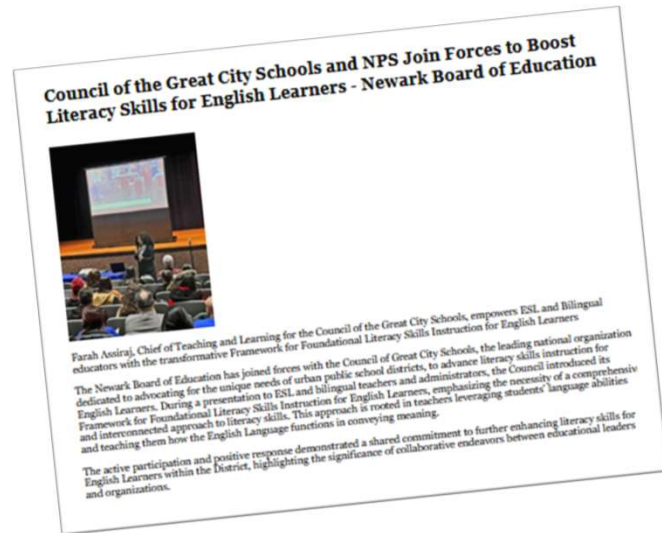 Council of the Great City Schools and NPS Join Forces to Boost
Literacy Skills for English Learners - Newark Board of Education
Farah Assiraj, Chief of Teaching and Learning for the Council of the Great City Schools, empowers ESL and Bilingual
educators with the transformative Framework for Foundational Literacy Skills Instruction for English Learners
The Newark Board of Education has joined forces with the Council of Great City Schools, the leading national organization
dedicated to advocating for the unique needs of urban public school districts, to advance literacy skills instruction for
English Learners. During a presentation to ESL and bilingual teachers and administrators, the Council introduced its
Framework for Foundational Literacy Skills Instruction for English Learners, emphasizing the necessity of a comprehensiv
and interconnected approach to literacy skills. This approach is rooted in teachers leveraging students' language abilities
and teaching them how the English Language functions in conveying meaning.
The active participation and positive response demonstrated a shared commitment to further enhancing literacy skills for
English Learners within the District, highlighting the significance of collaborative endeavors between educational leaders
and organizations.